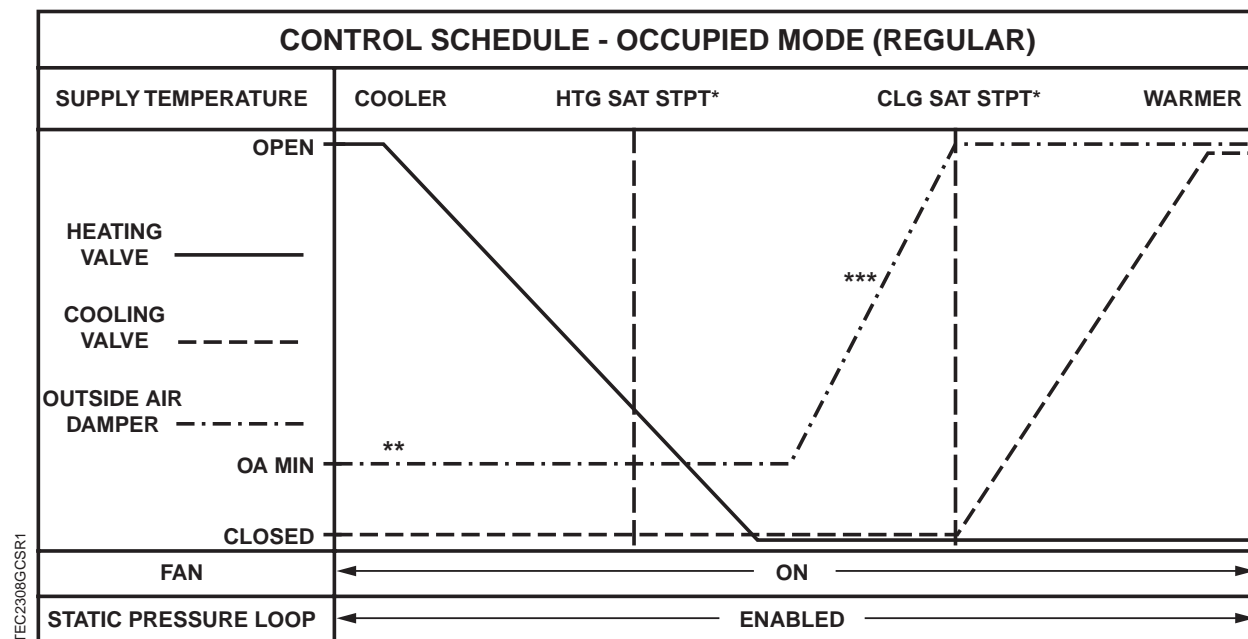 CONTROL SCHEDULE - OCCUPIED MODE (REGULAR)
SUPPLY TEMPERATURE COOLER HTG SAT STPT* CLG SAT STPT* WARMER
OPEN
HEATING
VALVE
***
COOLING
VALVE
OUTSIDE AIR
DAMPER
**
OA MIN
CLOSED
FAN ON
STATIC PRESSURE LOOP ENABLED
TEC2308GCSR1